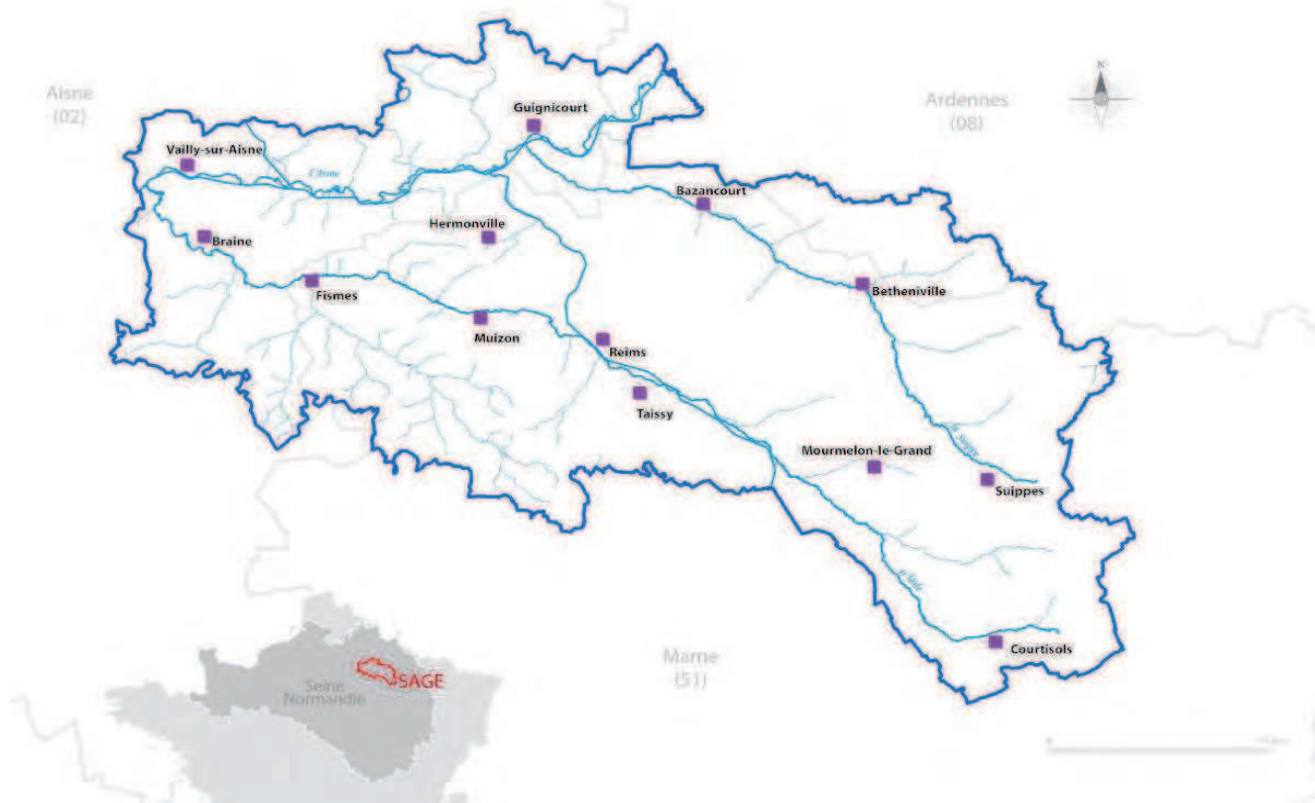 Aisne
(02)
Ardennes
(08)
N
Guignicourt
Vailly-sur-Aisne
L'Aisne
Bazancourt
Hermonville
Braine
Betheniville
Fismes
Muizon
Reims
Taissy
la Suippe
Mourmelon-le-Grand
Suippes
la Vesle
Courtisols
Marne
(51)
Seine
Normandie
SAGE